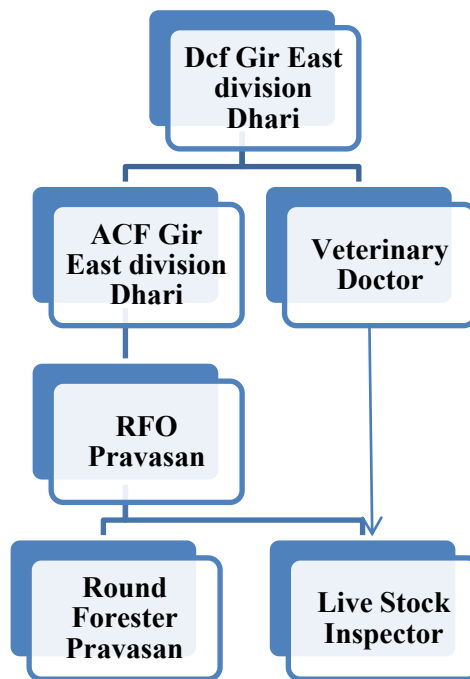 Dcf Gir East
division
Dhari
ACF Gir
East division
Dhari
Veterinary
Doctor
RFO
Pravasan
Round
Forester
Pravasan
Live Stock
Inspector